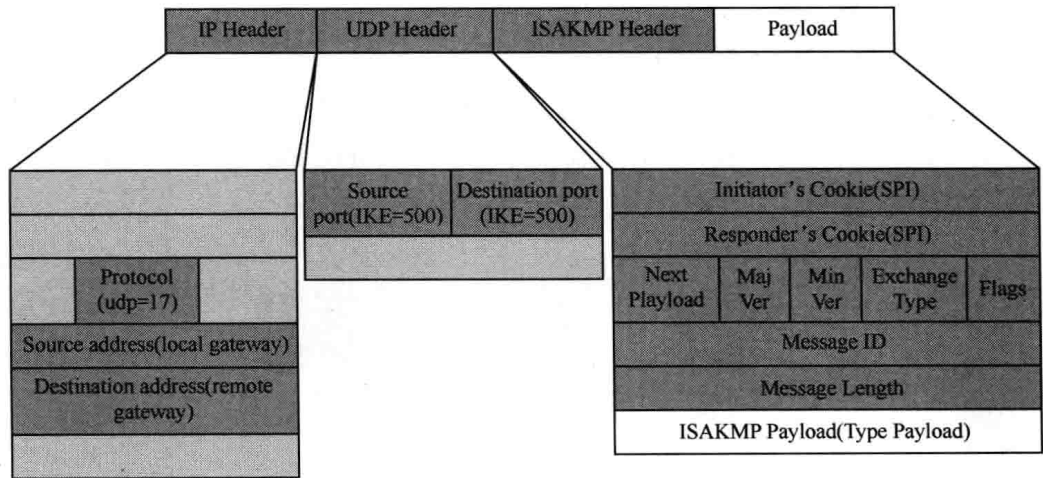 IP Header
UDP Header
ISAKMP Header
Payload
Protocol
(udp=17)
Source address(local gateway)
Destination address(remote
gateway)
Source
port(IKE=500)
Destination port
(IKE=500)
Initiator's Cookie(SPI)
Responder's Cookie(SPI)
Next
Playload
Maj
Ver
Min
Ver
Exchange
Type
Flags
Message ID
Message Length
ISAKMP Payload(Type Payload)